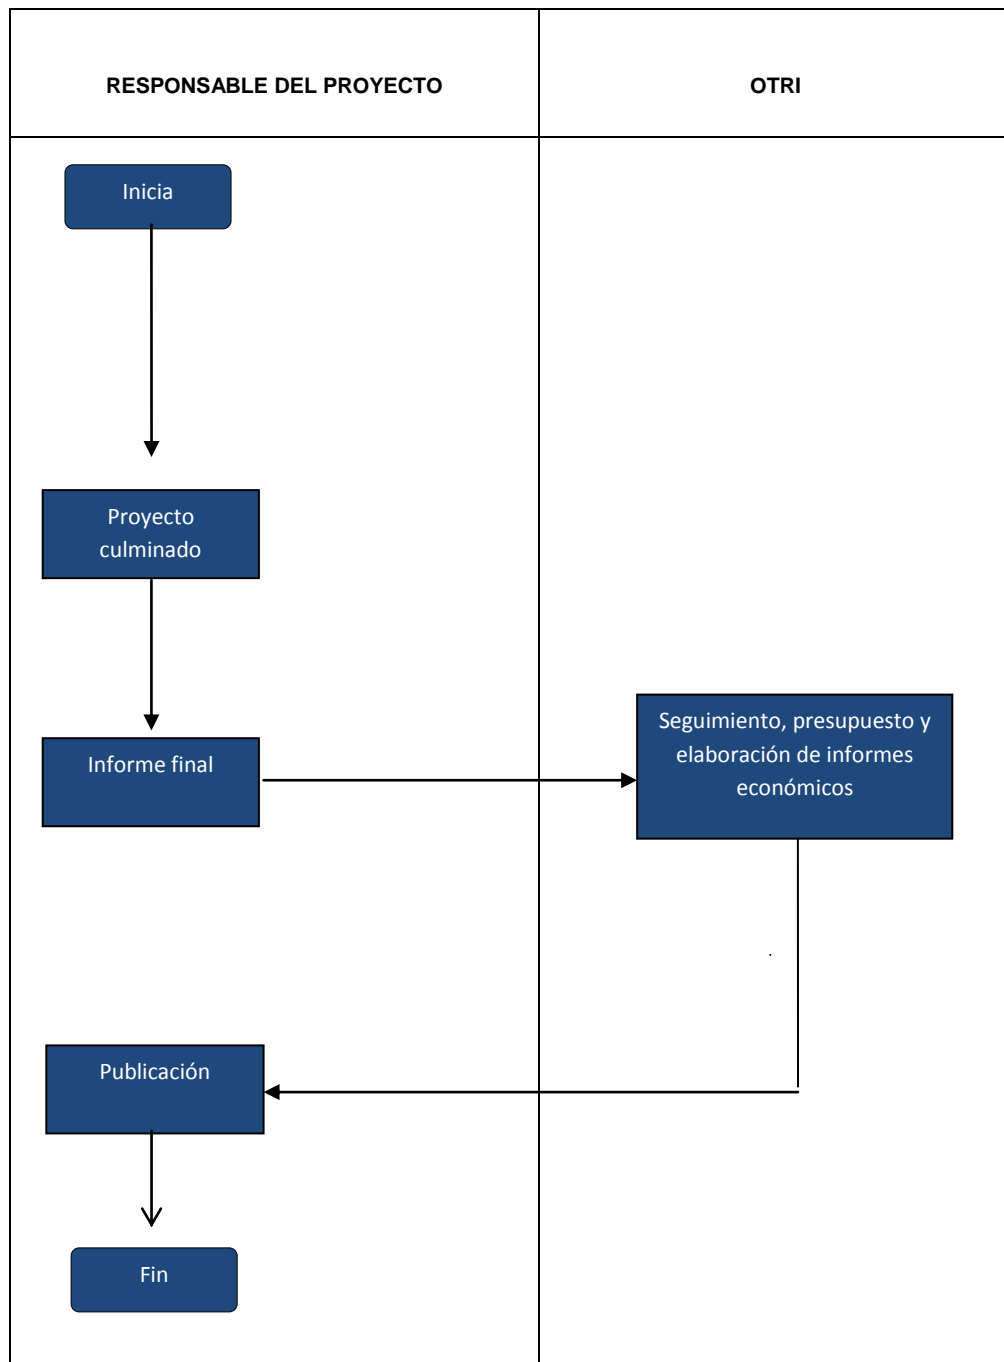 RESPONSABLE DEL PROYECTO
OTRI
Inicia
Proyecto
culminado
Informe final
Seguimiento, presupuesto y
elaboración de informes
económicos
.
Publicación
Fin